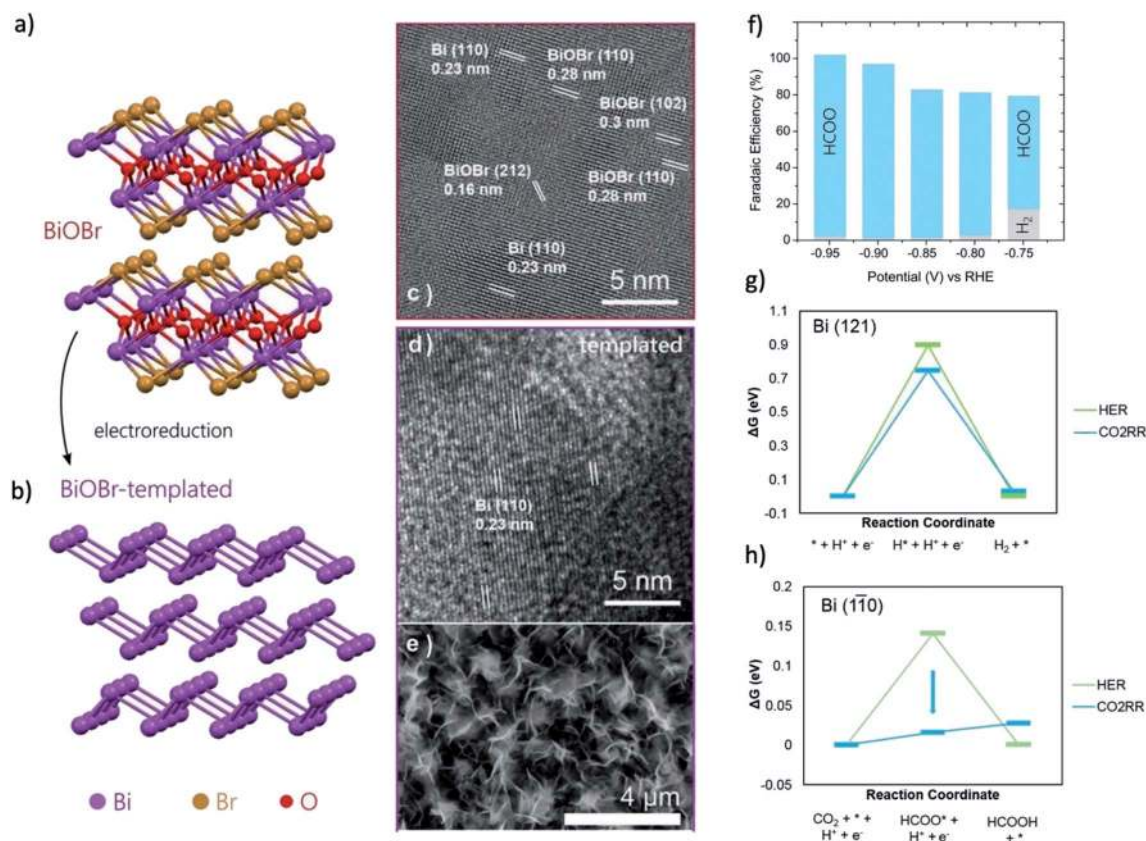 a)
BiOBr
electroreduction
b)
BiOBr-templated
Bi
Br
O
Bi (110)
0.23 nm
BiOBr (110)
0.28 nm
BiOBr (102)
0.3 nm
BiOBr (212)
0.16 nm
BiOBr (110)
0.28 nm
Bi (110)
0.23 nm
c )
5 nm
d )
templated
Bi (110)
0.23 nm
5 nm
e )
4 µm
f)
Faradaic Efficiency (%)
100
80
60
40
20
0
HCOO
HCOO
H₂
-0.95
-0.90
-0.85
-0.80
-0.75
Potential (V) vs RHE
g)
Bi (121)
ΔG (eV)
1.1
0.9
0.7
0.5
0.3
0.1
-0.1
HER
CO2RR
Reaction Coordinate
* + H⁺ + e⁻
H* + H⁺ + e⁻
H₂ + *
h)
Bi (11̅0)
ΔG (eV)
0.2
0.15
0.1
0.05
0
-0.05
HER
CO2RR
Reaction Coordinate
CO₂ + * +
H⁺ + e⁻
HCOO* +
H⁺ + e⁻
HCOOH
+ *